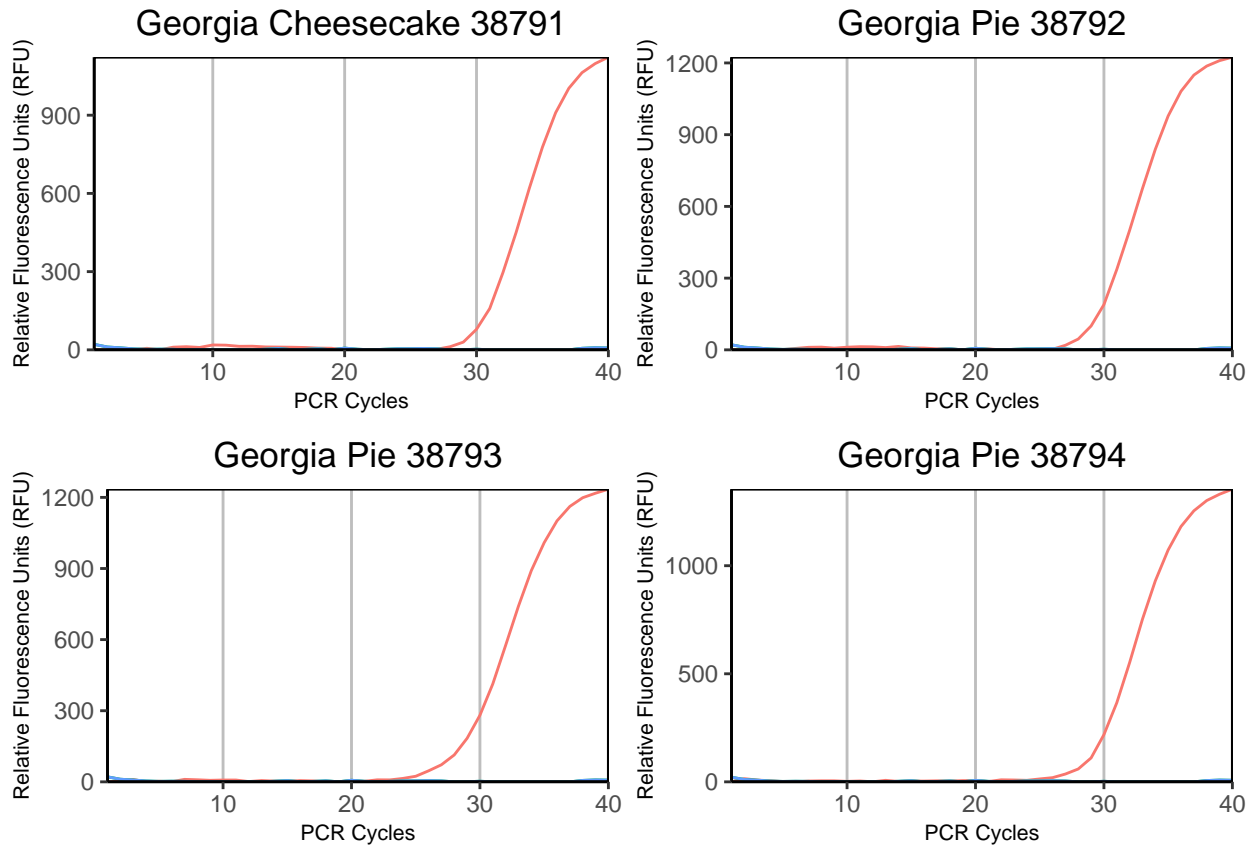 Georgia Cheesecake 38791
Relative Fluorescence Units (RFU)
900
600
300
0
10
20
30
40
PCR Cycles
Georgia Pie 38792
Relative Fluorescence Units (RFU)
1200
900
600
300
0
10
20
30
40
PCR Cycles
Georgia Pie 38793
Relative Fluorescence Units (RFU)
1200
900
600
300
0
10
20
30
40
PCR Cycles
Georgia Pie 38794
Relative Fluorescence Units (RFU)
1000
500
0
10
20
30
40
PCR Cycles